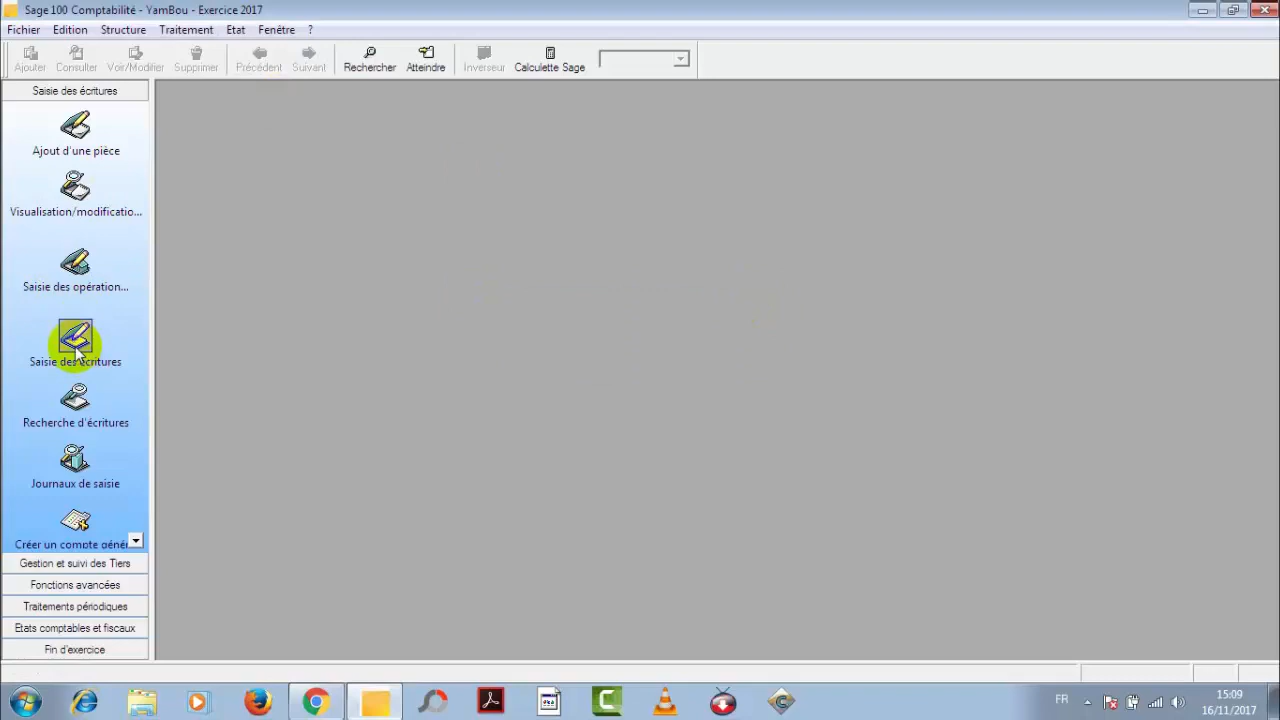 Sage 100 Comptabilité - YamBou - Exercice 2017
Fichier Edition Structure Traitement Etat Fenêtre ?
Ajouter Consulter Voir/Modifier Supprimer Précédent Suivant Rechercher Atteindre Inverseur Calculette Sage
Saisie des écritures
Ajout d'une pièce
Visualisation/modificatio...
Saisie des opération...
Saisie des écritures
Recherche d'écritures
Journaux de saisie
Créer un compte génér
Gestion et suivi des Tiers
Fonctions avancées
Traitements périodiques
Etats comptables et fiscaux
Fin d'exercice
FR
15:09
16/11/2017